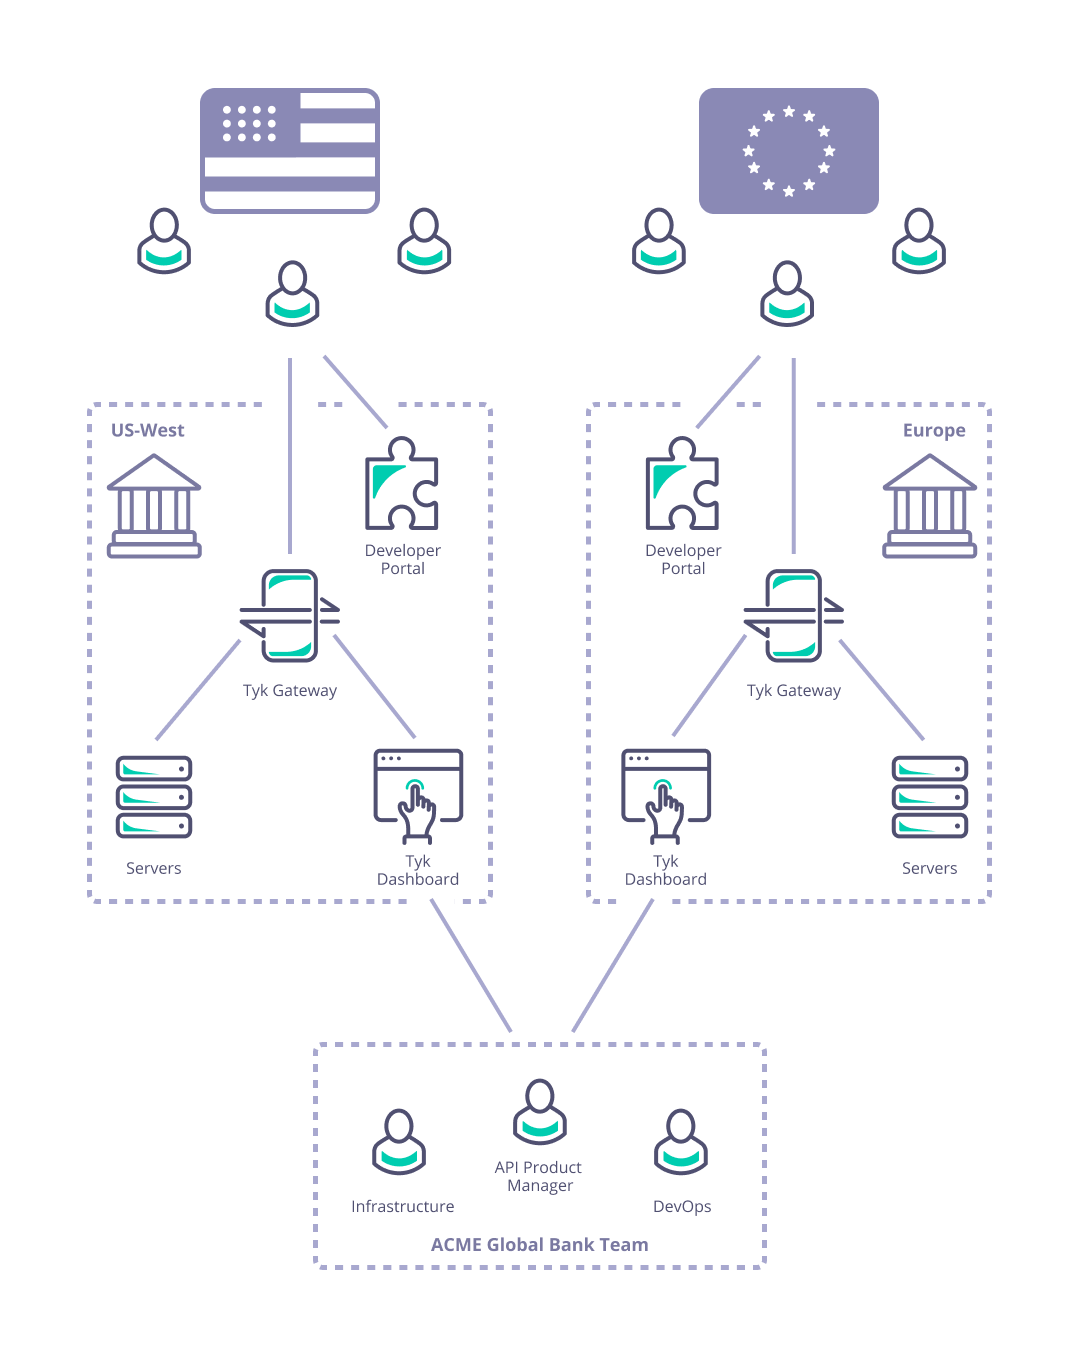 US-West
Developer
Portal
Tyk Gateway
Servers
Tyk
Dashboard
Europe
Developer
Portal
Tyk Gateway
Tyk
Dashboard
Servers
Infrastructure
API Product
Manager
DevOps
ACME Global Bank Team